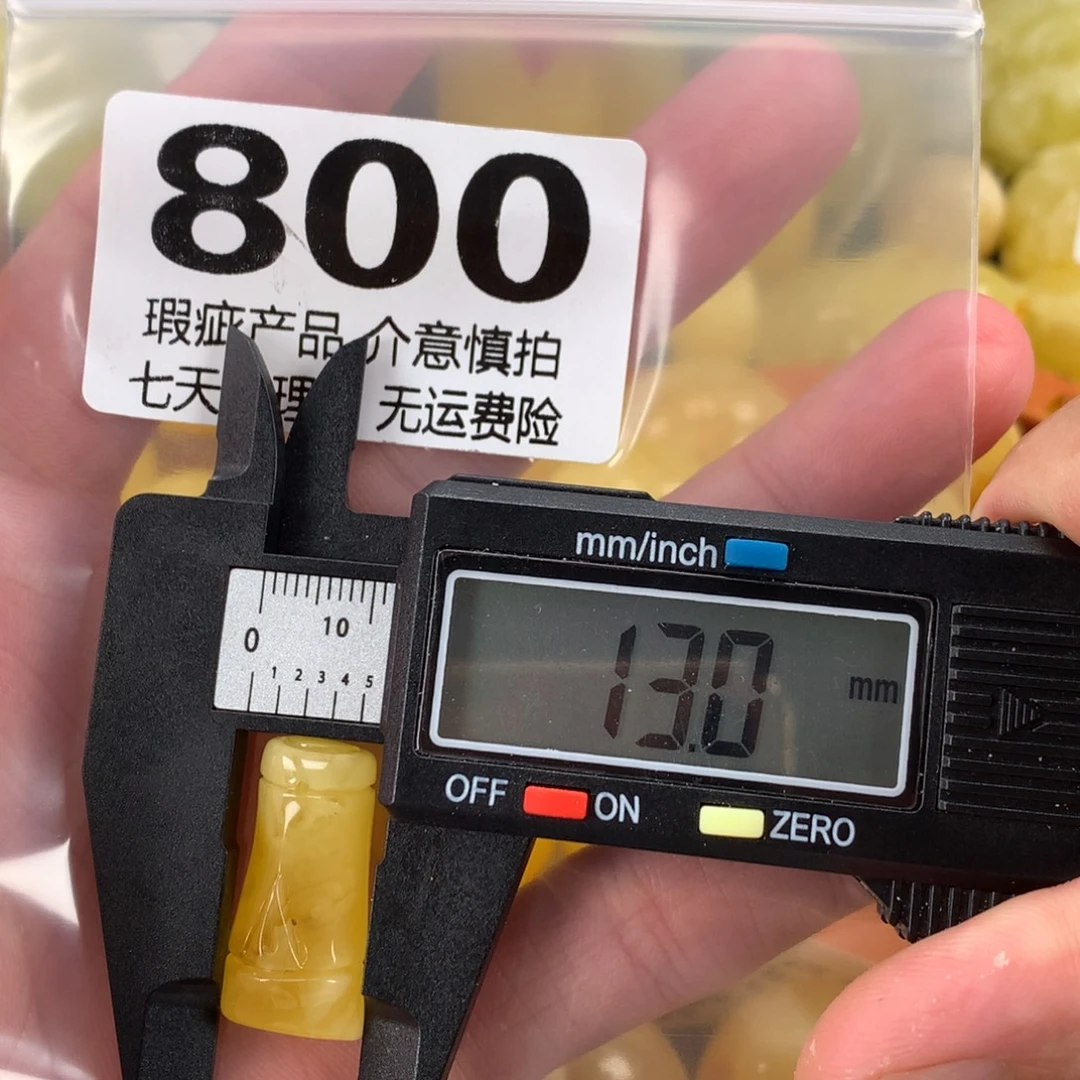 800
瑕疵产品 介意慎拍
七天 理 无运费险
mm/inch
0 10
1 2 3 4 5
13.0 mm
OFF ON ZERO